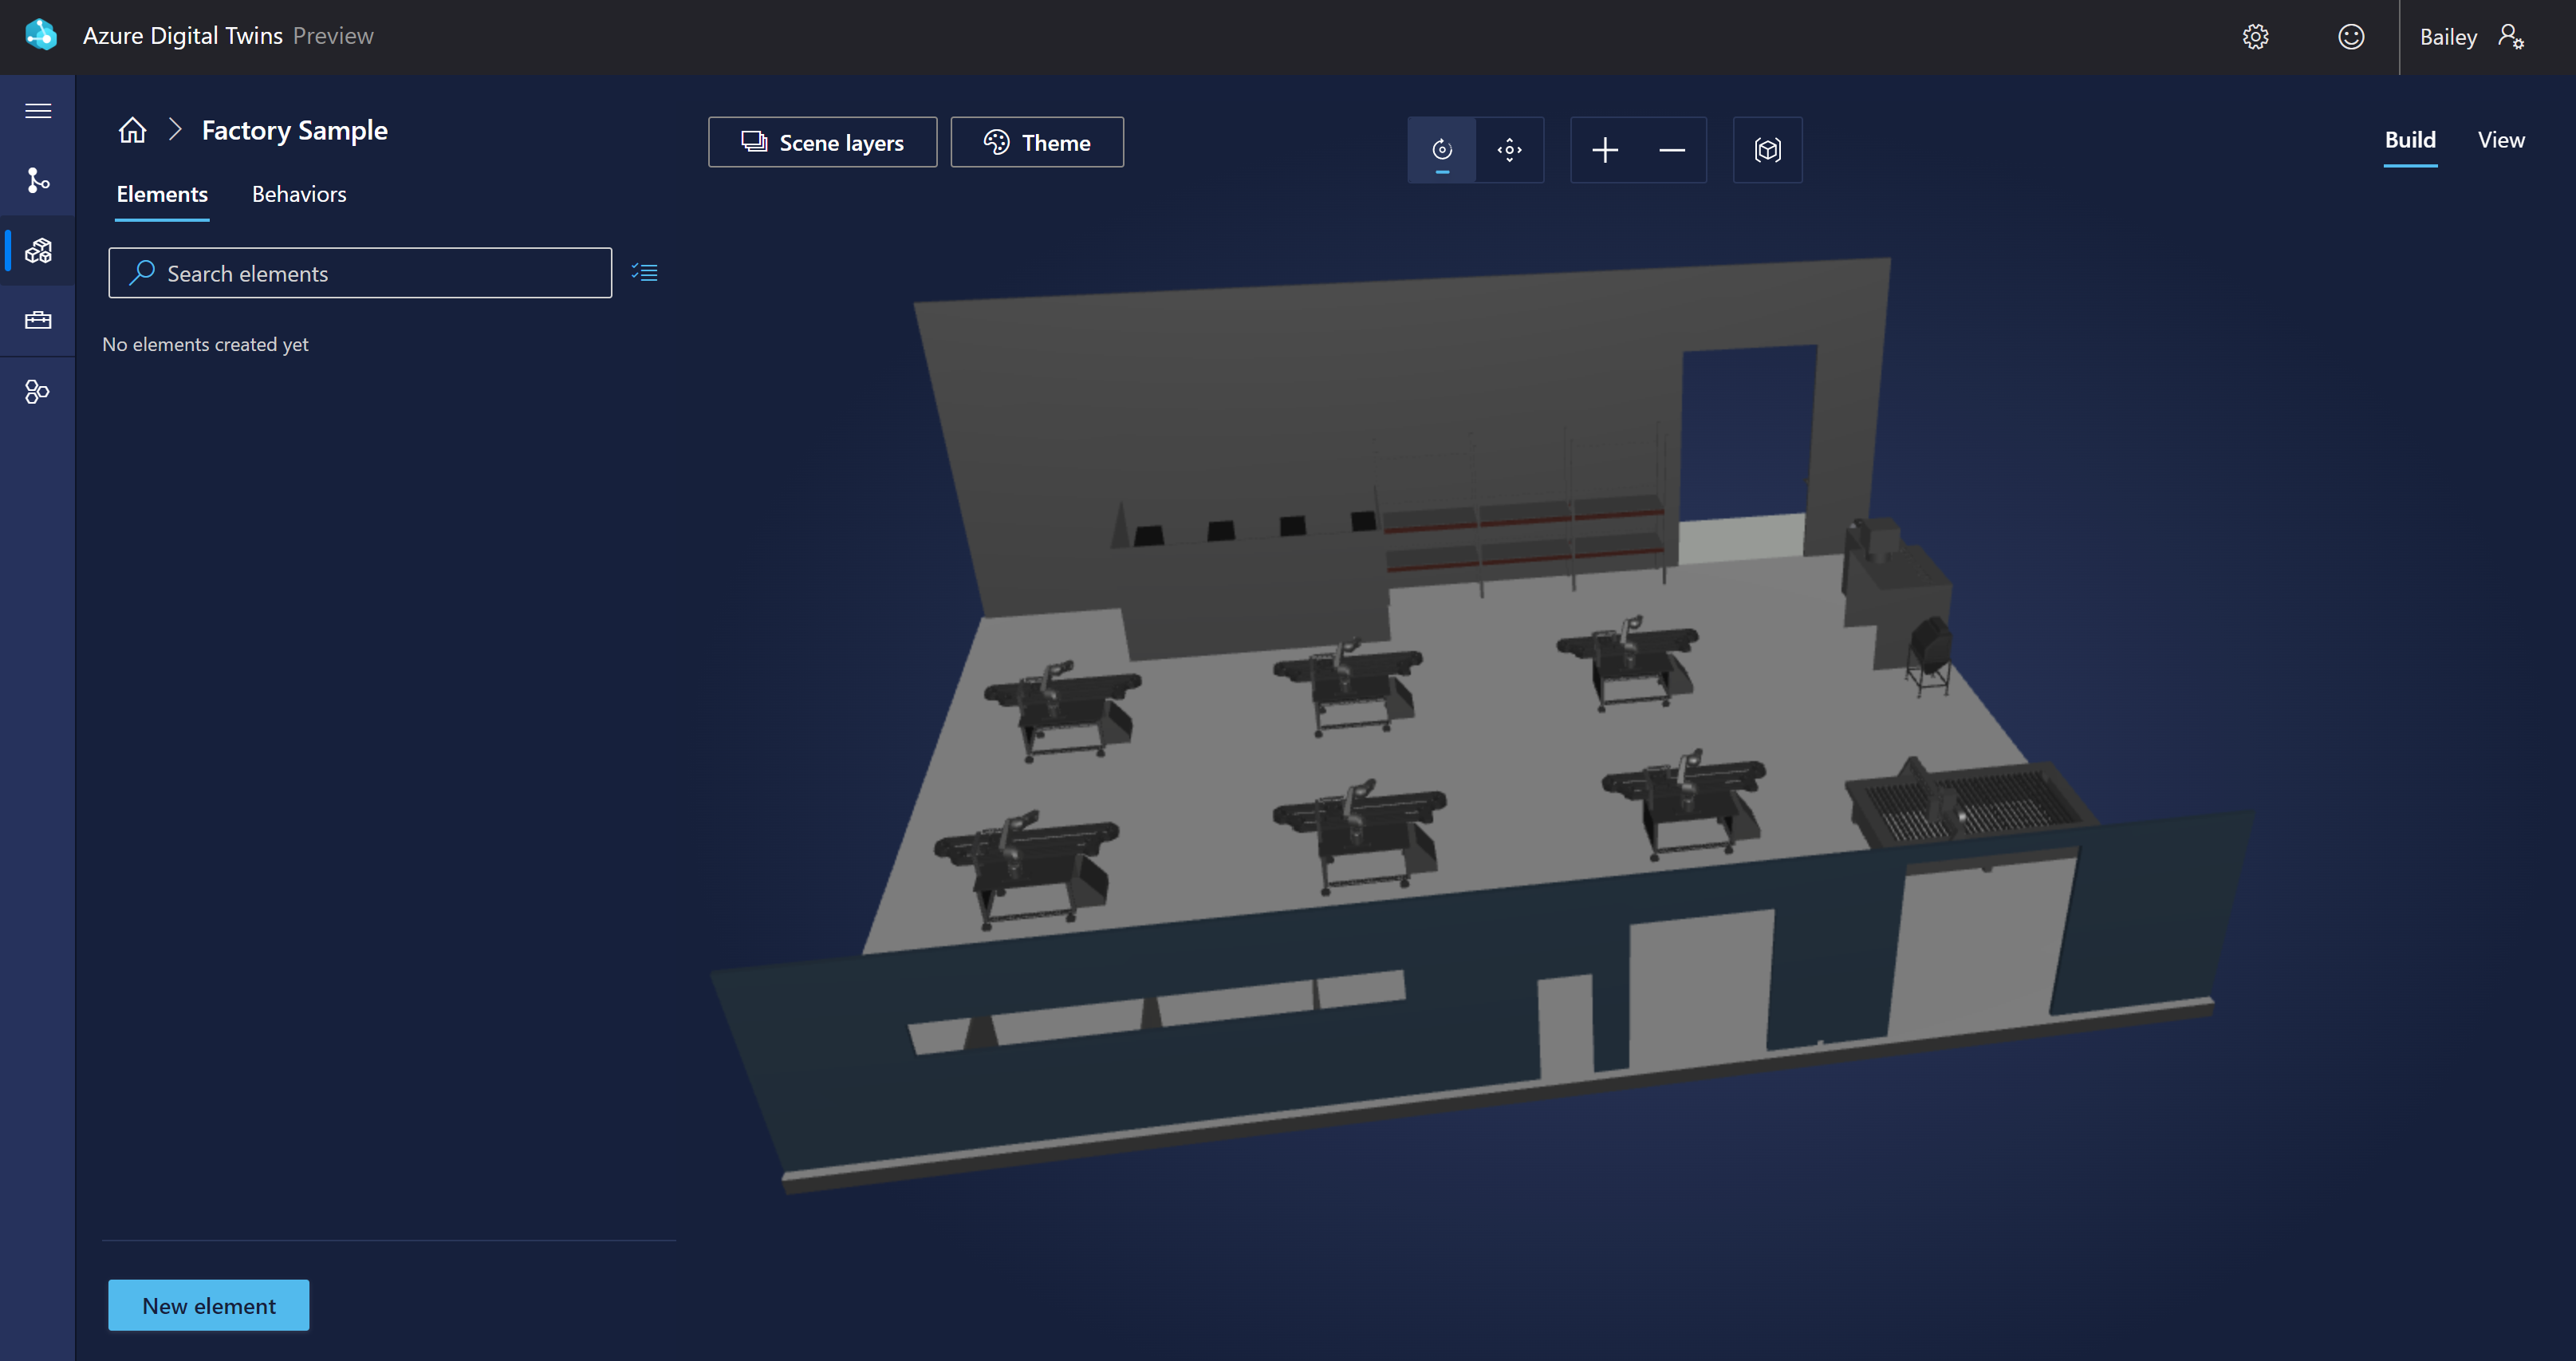 Azure Digital Twins Preview
Bailey
Factory Sample
Scene layers
Theme
Build
View
Elements
Behaviors
Search elements
No elements created yet
New element